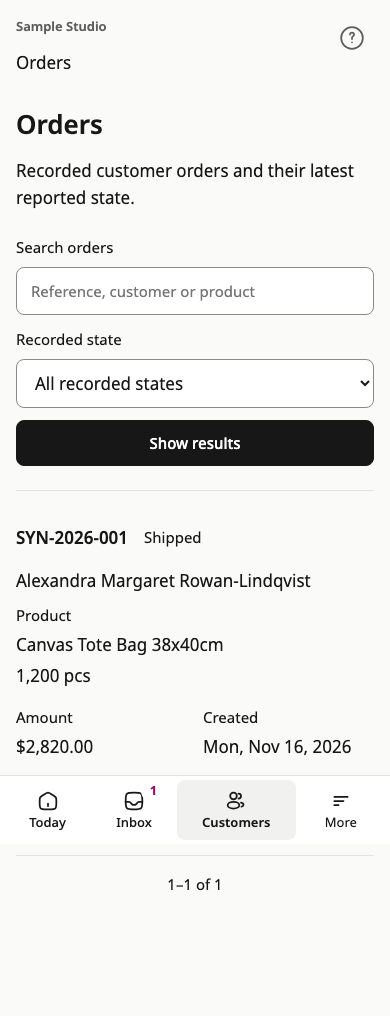 Sample Studio
Orders
Orders
Recorded customer orders and their latest
reported state.
Search orders
Reference, customer or product
Recorded state
All recorded states
Show results
SYN-2026-001 Shipped
Alexandra Margaret Rowan-Lindqvist
Product
Canvas Tote Bag 38x40cm
1,200 pcs
Amount Created
$2,820.00 Mon, Nov 16, 2026
1
Today Inbox Customers More
1–1 of 1